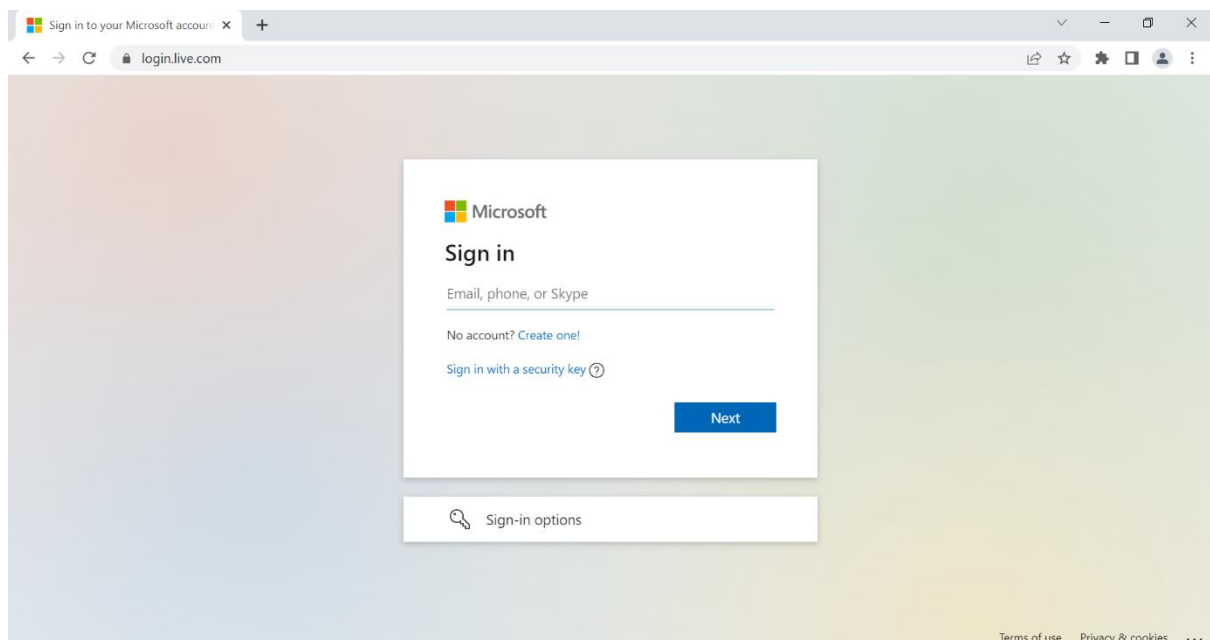 Sign in to your Microsoft accoun
login.live.com
Microsoft
Sign in
Email, phone, or Skype
No account? Create one!
Sign in with a security key
Next
Sign-in options
Terms of use Privacy & cookies ...